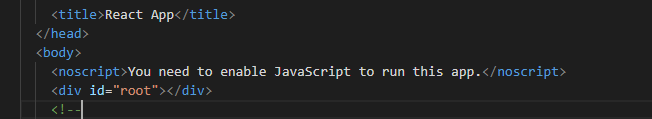 <title>React App</title>
</head>
<body>
<noscript>You need to enable JavaScript to run this app.</noscript>
<div id="root"></div>
<!--